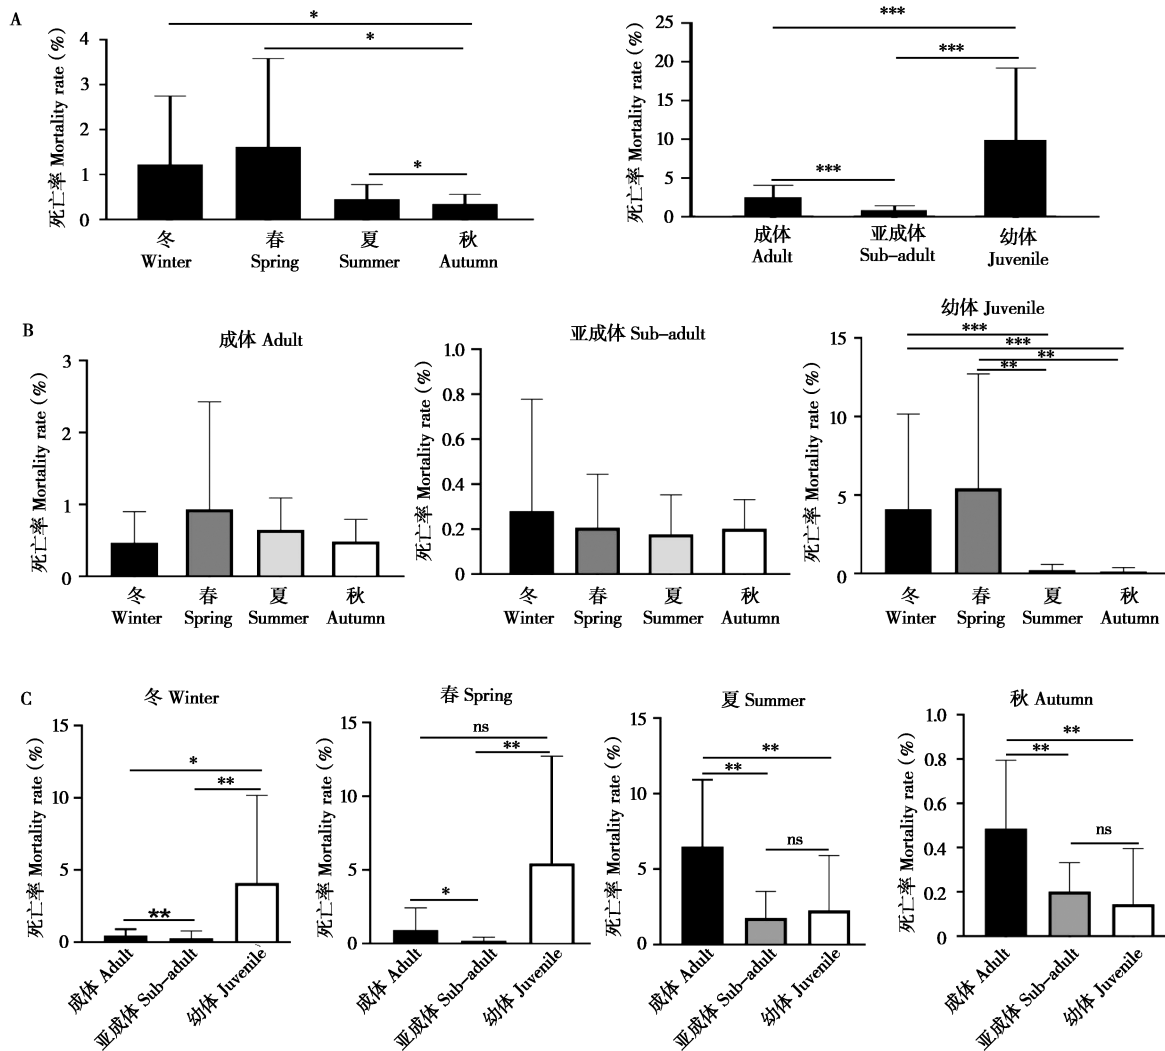 A
死亡率 Mortality rate (%)
4
3
2
1
0
*
*
*
冬
Winter
春
Spring
夏
Summer
秋
Autumn
死亡率 Mortality rate (%)
25
20
15
10
5
0
***
***
***
成体
Adult
亚成体
Sub-adult
幼体
Juvenile
B
成体 Adult
死亡率 Mortality rate (%)
3
2
1
0
冬
Winter
春
Spring
夏
Summer
秋
Autumn
亚成体 Sub-adult
死亡率 Mortality rate (%)
1.0
0.8
0.6
0.4
0.2
0
冬
Winter
春
Spring
夏
Summer
秋
Autumn
幼体 Juvenile
死亡率 Mortality rate (%)
15
10
5
0
***
***
**
**
冬
Winter
春
Spring
夏
Summer
秋
Autumn
C
冬 Winter
死亡率 Mortality rate (%)
15
10
5
0
*
**
**
成体 Adult
亚成体 Sub-adult
幼体 Juvenile
春 Spring
死亡率 Mortality rate (%)
15
10
5
0
ns
**
*
成体 Adult
亚成体 Sub-adult
幼体 Juvenile
夏 Summer
死亡率 Mortality rate (%)
15
10
5
0
**
**
ns
成体 Adult
亚成体 Sub-adult
幼体 Juvenile
秋 Autumn
死亡率 Mortality rate (%)
1.0
0.8
0.6
0.4
0.2
0
**
**
ns
成体 Adult
亚成体 Sub-adult
幼体 Juvenile